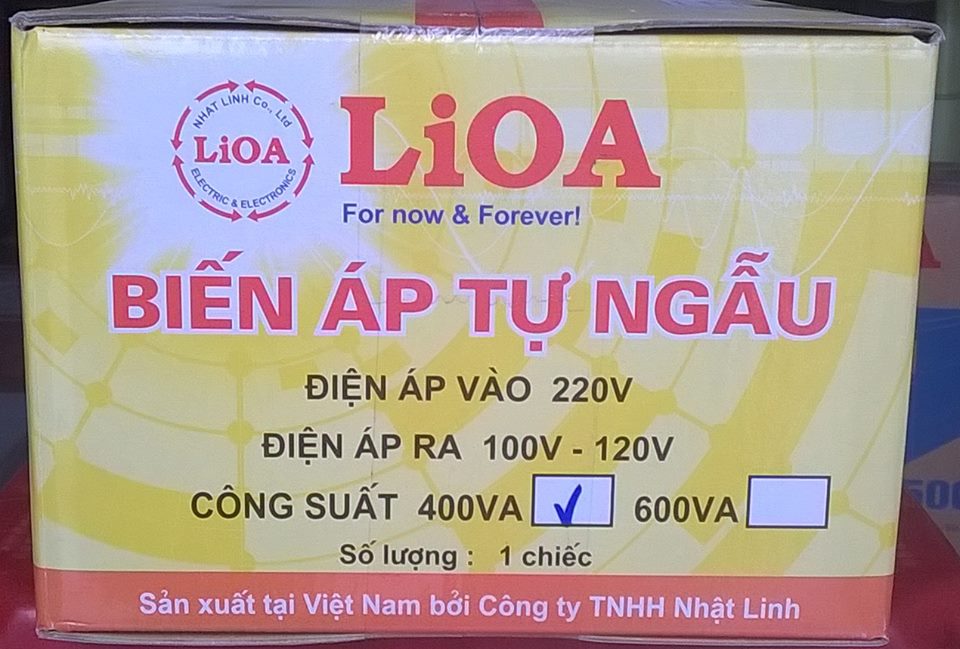 NHAT LINH Co., Ltd
LiOA
ELECTRIC & ELECTRONICS
LiOA
For now & Forever!
BIẾN ÁP TỰ NGẪU
ĐIỆN ÁP VÀO 220V
ĐIỆN ÁP RA 100V - 120V
CÔNG SUẤT 400VA ✓ 600VA
Số lượng : 1 chiếc
Sản xuất tại Việt Nam bởi Công ty TNHH Nhật Linh